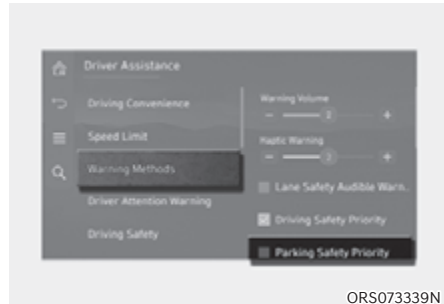 Driver Assistance
Driving Convenience
Speed Limit
Warning Methods
Driver Attention Warning
Driving Safety
Warning Volume
- 2 +
Haptic Warning
- 2 +
Lane Safety Audible Warn.
Driving Safety Priority
Parking Safety Priority
ORS073339N